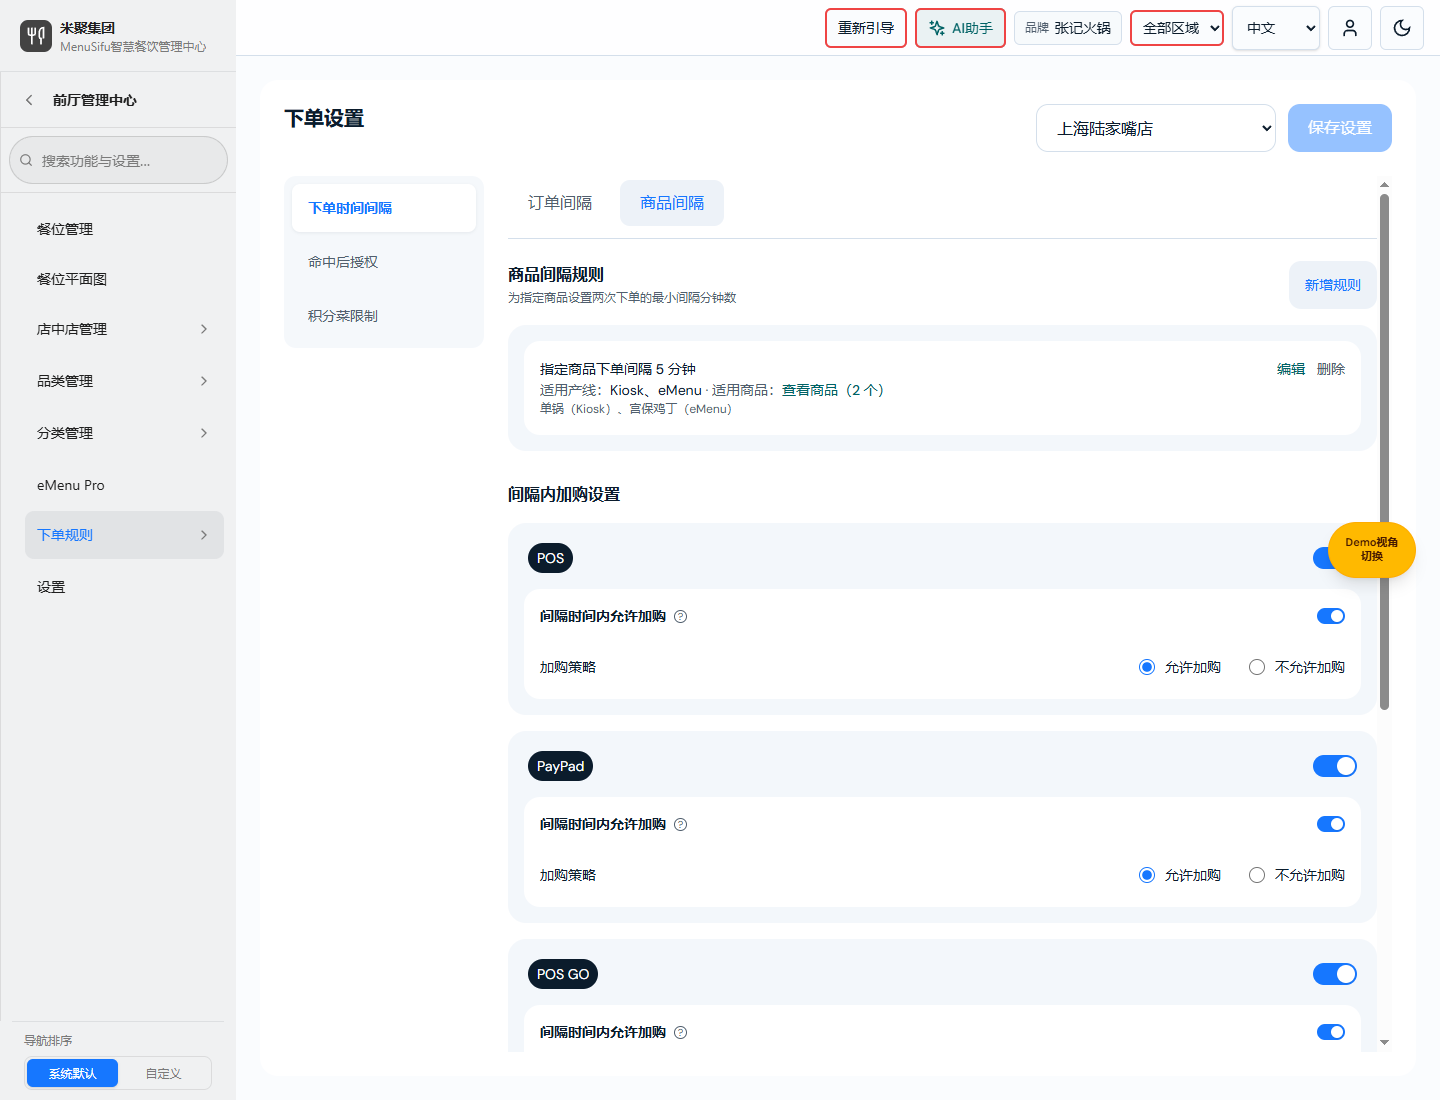 米聚集团
MenuSifu智慧餐饮管理中心
重新引导
AI助手
品牌 张记火锅
全部区域
中文
前厅管理中心
搜索功能与设置...
餐位管理
餐位平面图
店中店管理
品类管理
分类管理
eMenu Pro
下单规则
设置
导航排序
系统默认
自定义
下单设置
上海陆家嘴店
保存设置
下单时间间隔
命中后授权
积分菜限制
订单间隔
商品间隔
商品间隔规则
为指定商品设置两次下单的最小间隔分钟数
新增规则
指定商品下单间隔 5 分钟
编辑 删除
适用产线：Kiosk、eMenu · 适用商品：查看商品（2 个）
单锅（Kiosk）、宫保鸡丁（eMenu）
间隔内加购设置
POS
Demo视角
切换
间隔时间内允许加购 ?
加购策略
允许加购
不允许加购
PayPad
间隔时间内允许加购 ?
加购策略
允许加购
不允许加购
POS GO
间隔时间内允许加购 ?